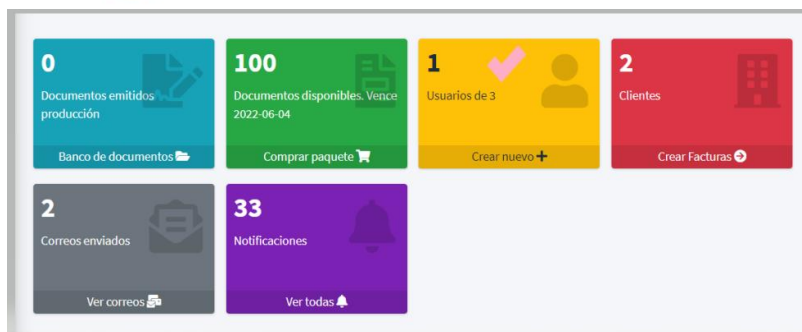 0
Documentos emitidos
producción
Banco de documentos
100
Documentos disponibles. Vence
2022-06-04
Comprar paquete
1
Usuarios de 3
Crear nuevo
2
Clientes
Crear Facturas
2
Correos enviados
Ver correos
33
Notificaciones
Ver todas